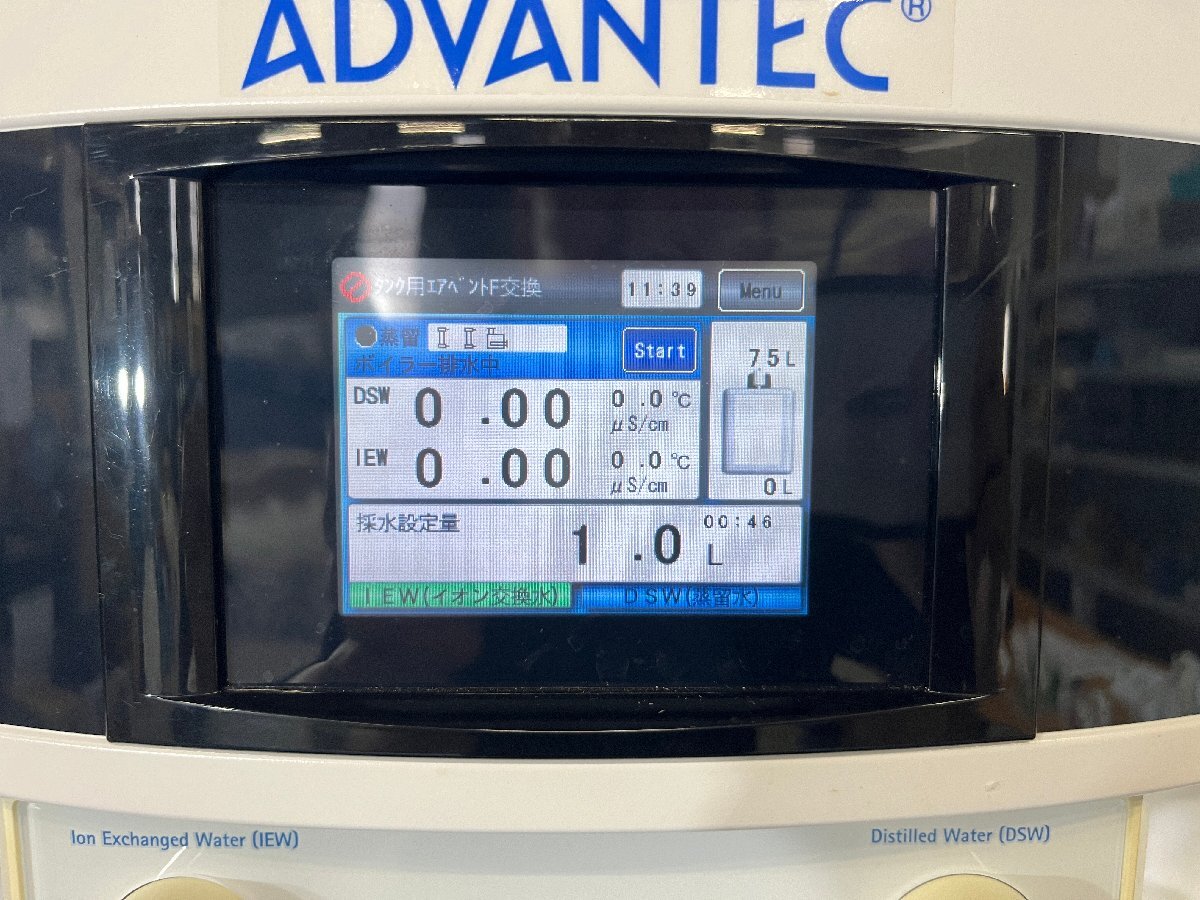 ADVANTEC®
タンク用エアベントF交換 11:39 Menu
蒸留
ボイラー排水中 Start
75L
DSW 0.00 0.0℃
μS/cm
IEW 0.00 0.0℃
μS/cm
0L
採水設定量 1.0 L 00:46
IEW(イオン交換水) DSW(蒸留水)
Ion Exchanged Water (IEW) Distilled Water (DSW)